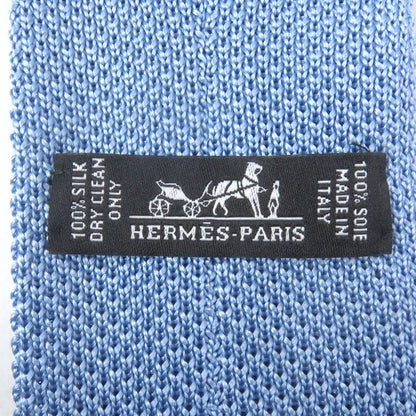 100% SILK
DRY CLEAN
ONLY
HERMÈS-PARIS
100% SOIE
MADE IN
ITALY